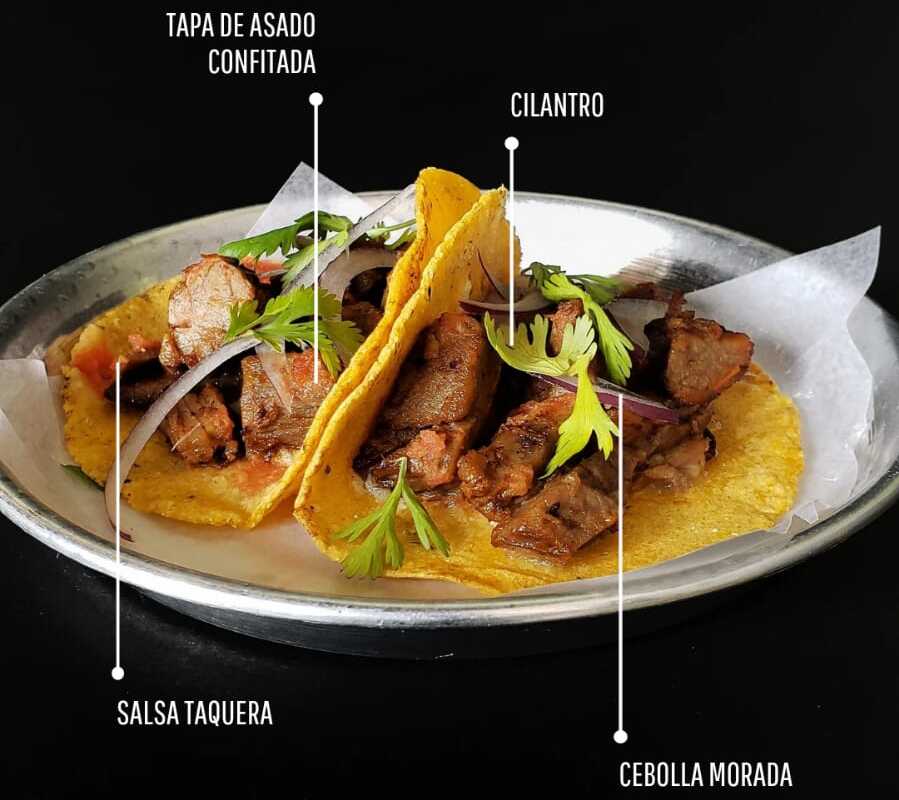 TAPA DE ASADO
CONFITADA
CILANTRO
SALSA TAQUERA
CEBOLLA MORADA